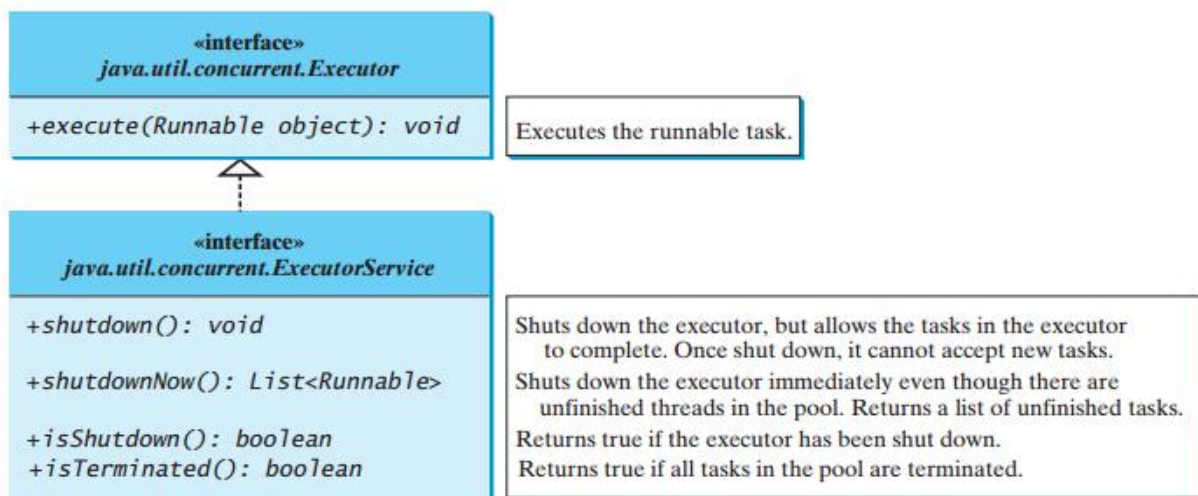 «interface»
java.util.concurrent.Executor
+execute(Runnable object): void
Executes the runnable task.
«interface»
java.util.concurrent.ExecutorService
+shutdown(): void
Shuts down the executor, but allows the tasks in the executor
to complete. Once shut down, it cannot accept new tasks.
+shutdownNow(): List<Runnable>
Shuts down the executor immediately even though there are
unfinished threads in the pool. Returns a list of unfinished tasks.
+isShutdown(): boolean
Returns true if the executor has been shut down.
+isTerminated(): boolean
Returns true if all tasks in the pool are terminated.